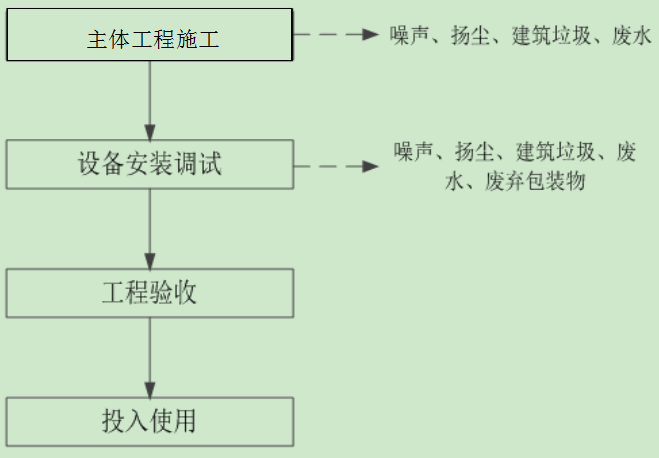 主体工程施工
噪声、扬尘、建筑垃圾、废水
设备安装调试
噪声、扬尘、建筑垃圾、废
水、废弃包装物
工程验收
投入使用